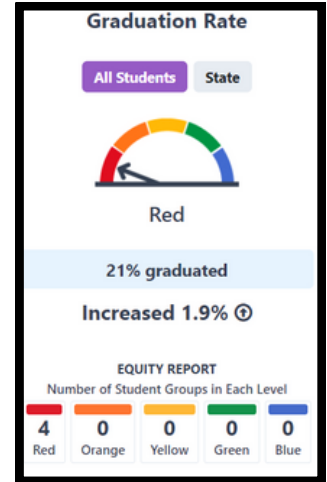 Graduation Rate
All Students State
Red
21% graduated
Increased 1.9%
EQUITY REPORT
Number of Student Groups in Each Level
4 0 0 0 0
Red Orange Yellow Green Blue